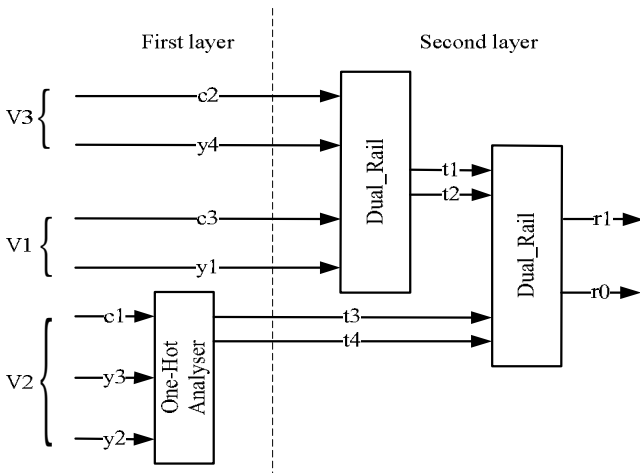 First layer
Second layer
V3
c2
y4
V1
c3
y1
Dual_Rail
t1
t2
Dual_Rail
r1
r0
V2
c1
y3
y2
One-Hot
Analyser
t3
t4